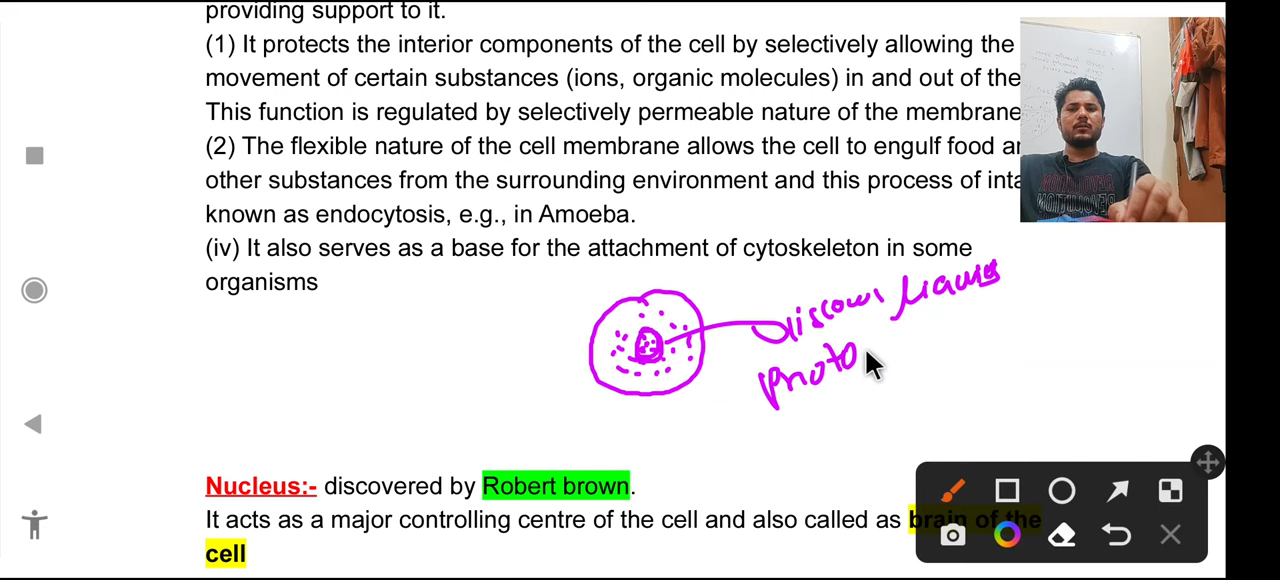 providing support to it.
(1) It protects the interior components of the cell by selectively allowing the
movement of certain substances (ions, organic molecules) in and out of the
This function is regulated by selectively permeable nature of the membrane
(2) The flexible nature of the cell membrane allows the cell to engulf food
other substances from the surrounding environment and this process of
known as endocytosis, e.g., in Amoeba.
(iv) It also serves as a base for the attachment of cytoskeleton in some
organisms
viscous
proto
Nucleus:- discovered by Robert brown.
It acts as a major controlling centre of the cell and also called as brain of the
cell